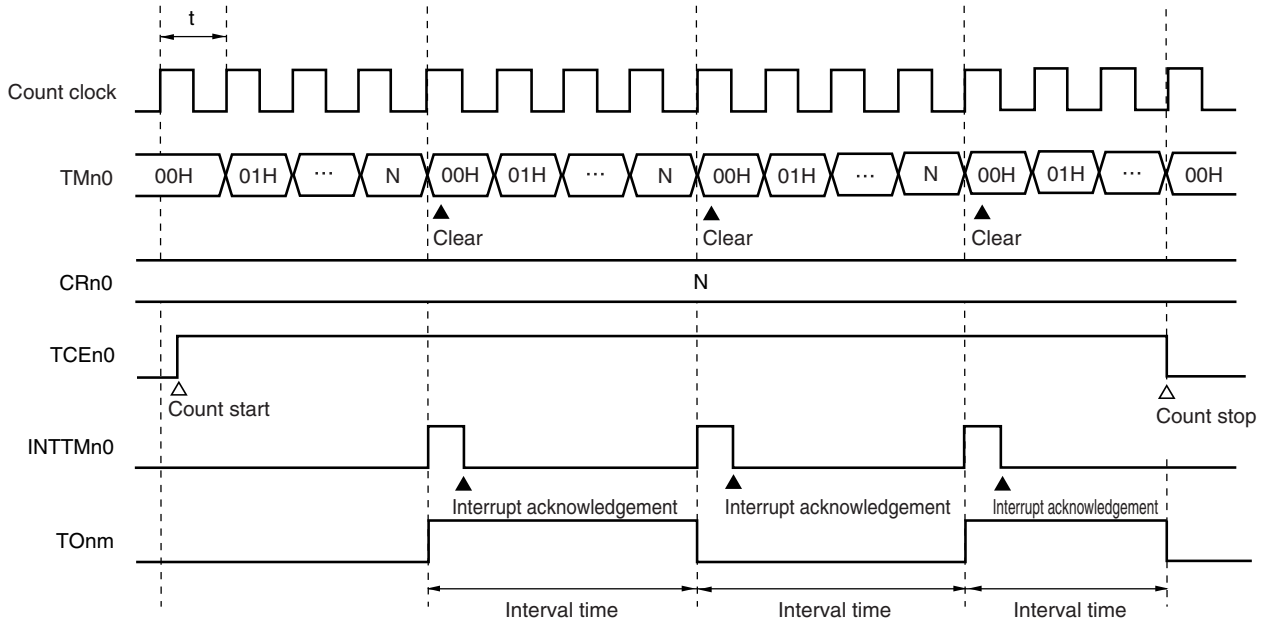 t
Count clock
TMn0 00H 01H ... N 00H 01H ... N 00H 01H ... N 00H 01H ... 00H
Clear Clear Clear
CRn0 N
TCEn0
Count start Count stop
INTTMn0
Interrupt acknowledgement Interrupt acknowledgement Interrupt acknowledgement
TOnm
Interval time Interval time Interval time